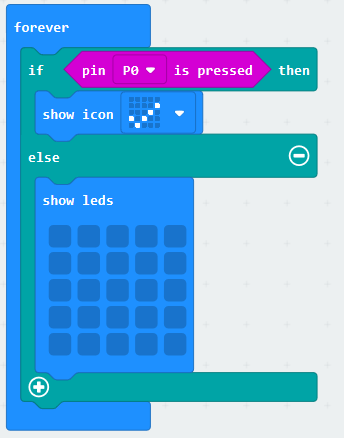 forever
if pin P0 is pressed then
show icon
else
show leds